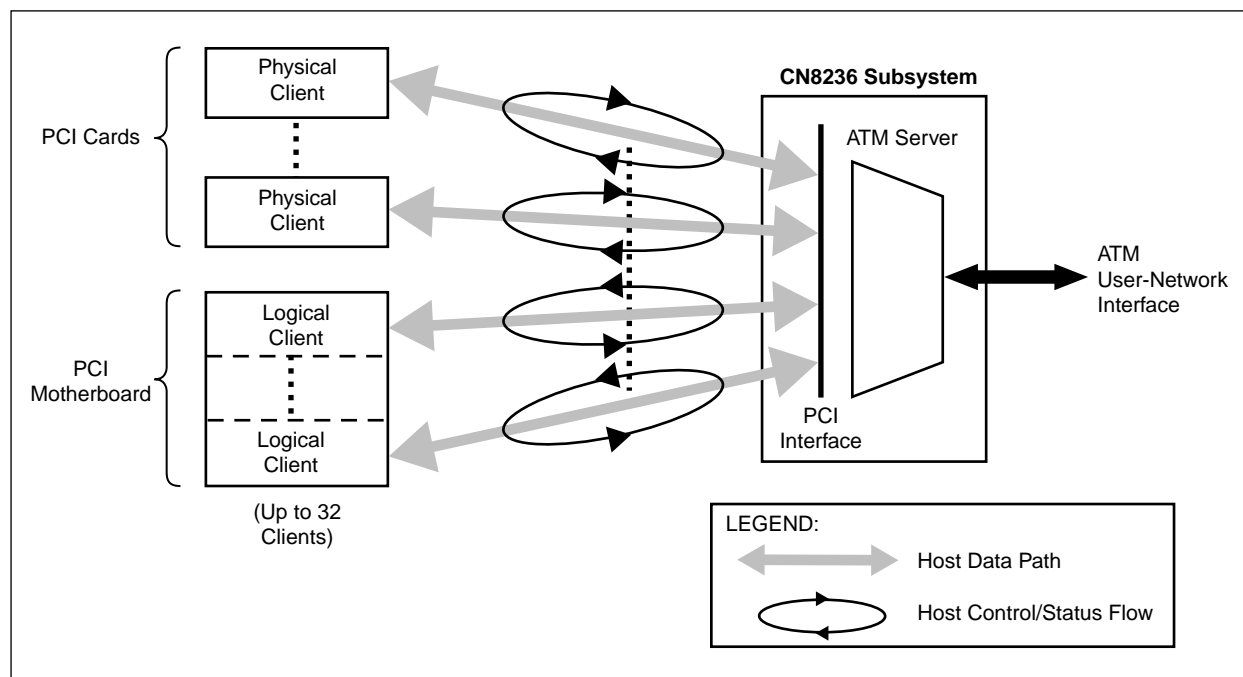 PCI Cards
Physical
Client
Physical
Client
PCI
Motherboard
Logical
Client
Logical
Client
(Up to 32
Clients)
CN8236 Subsystem
ATM Server
PCI
Interface
ATM
User-Network
Interface
LEGEND:
Host Data Path
Host Control/Status Flow